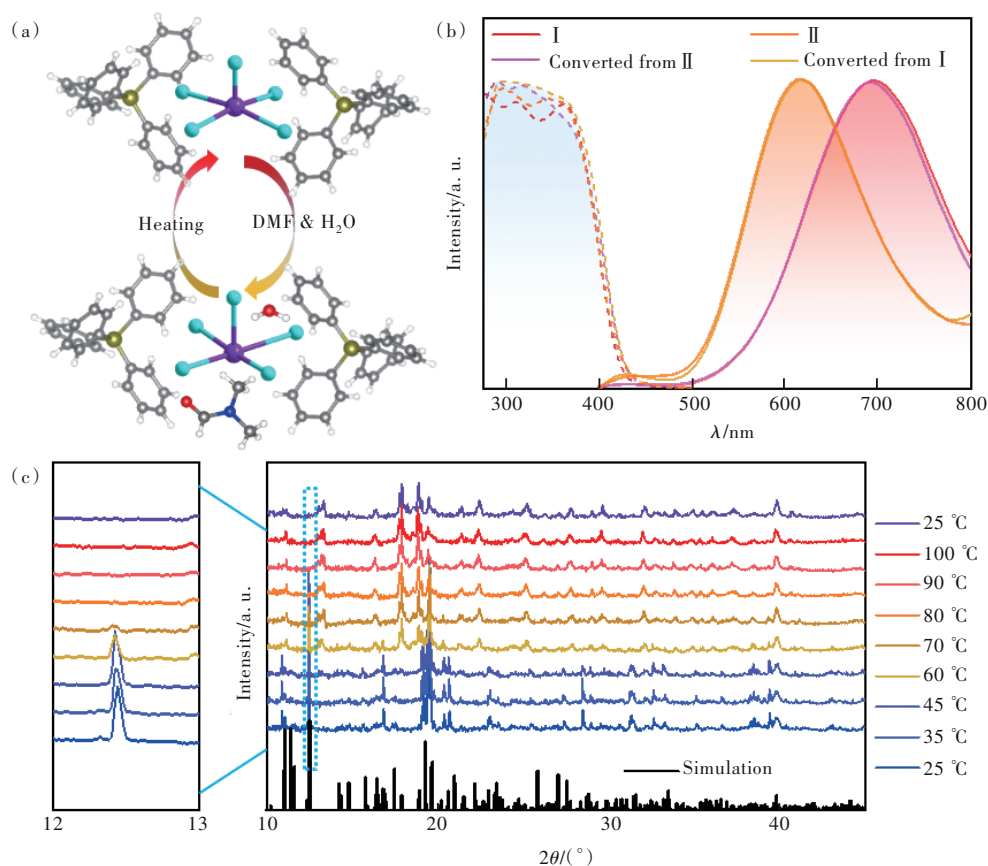 (a)
Heating
DMF & H₂O
(b)
Ⅰ
Ⅱ
Converted from Ⅱ
Converted from Ⅰ
Intensity/a. u.
300
400
500
600
700
800
λ/nm
(c)
12
13
Intensity/a. u.
25 ℃
100 ℃
90 ℃
80 ℃
70 ℃
60 ℃
45 ℃
35 ℃
25 ℃
Simulation
10
20
30
40
2θ/(°)